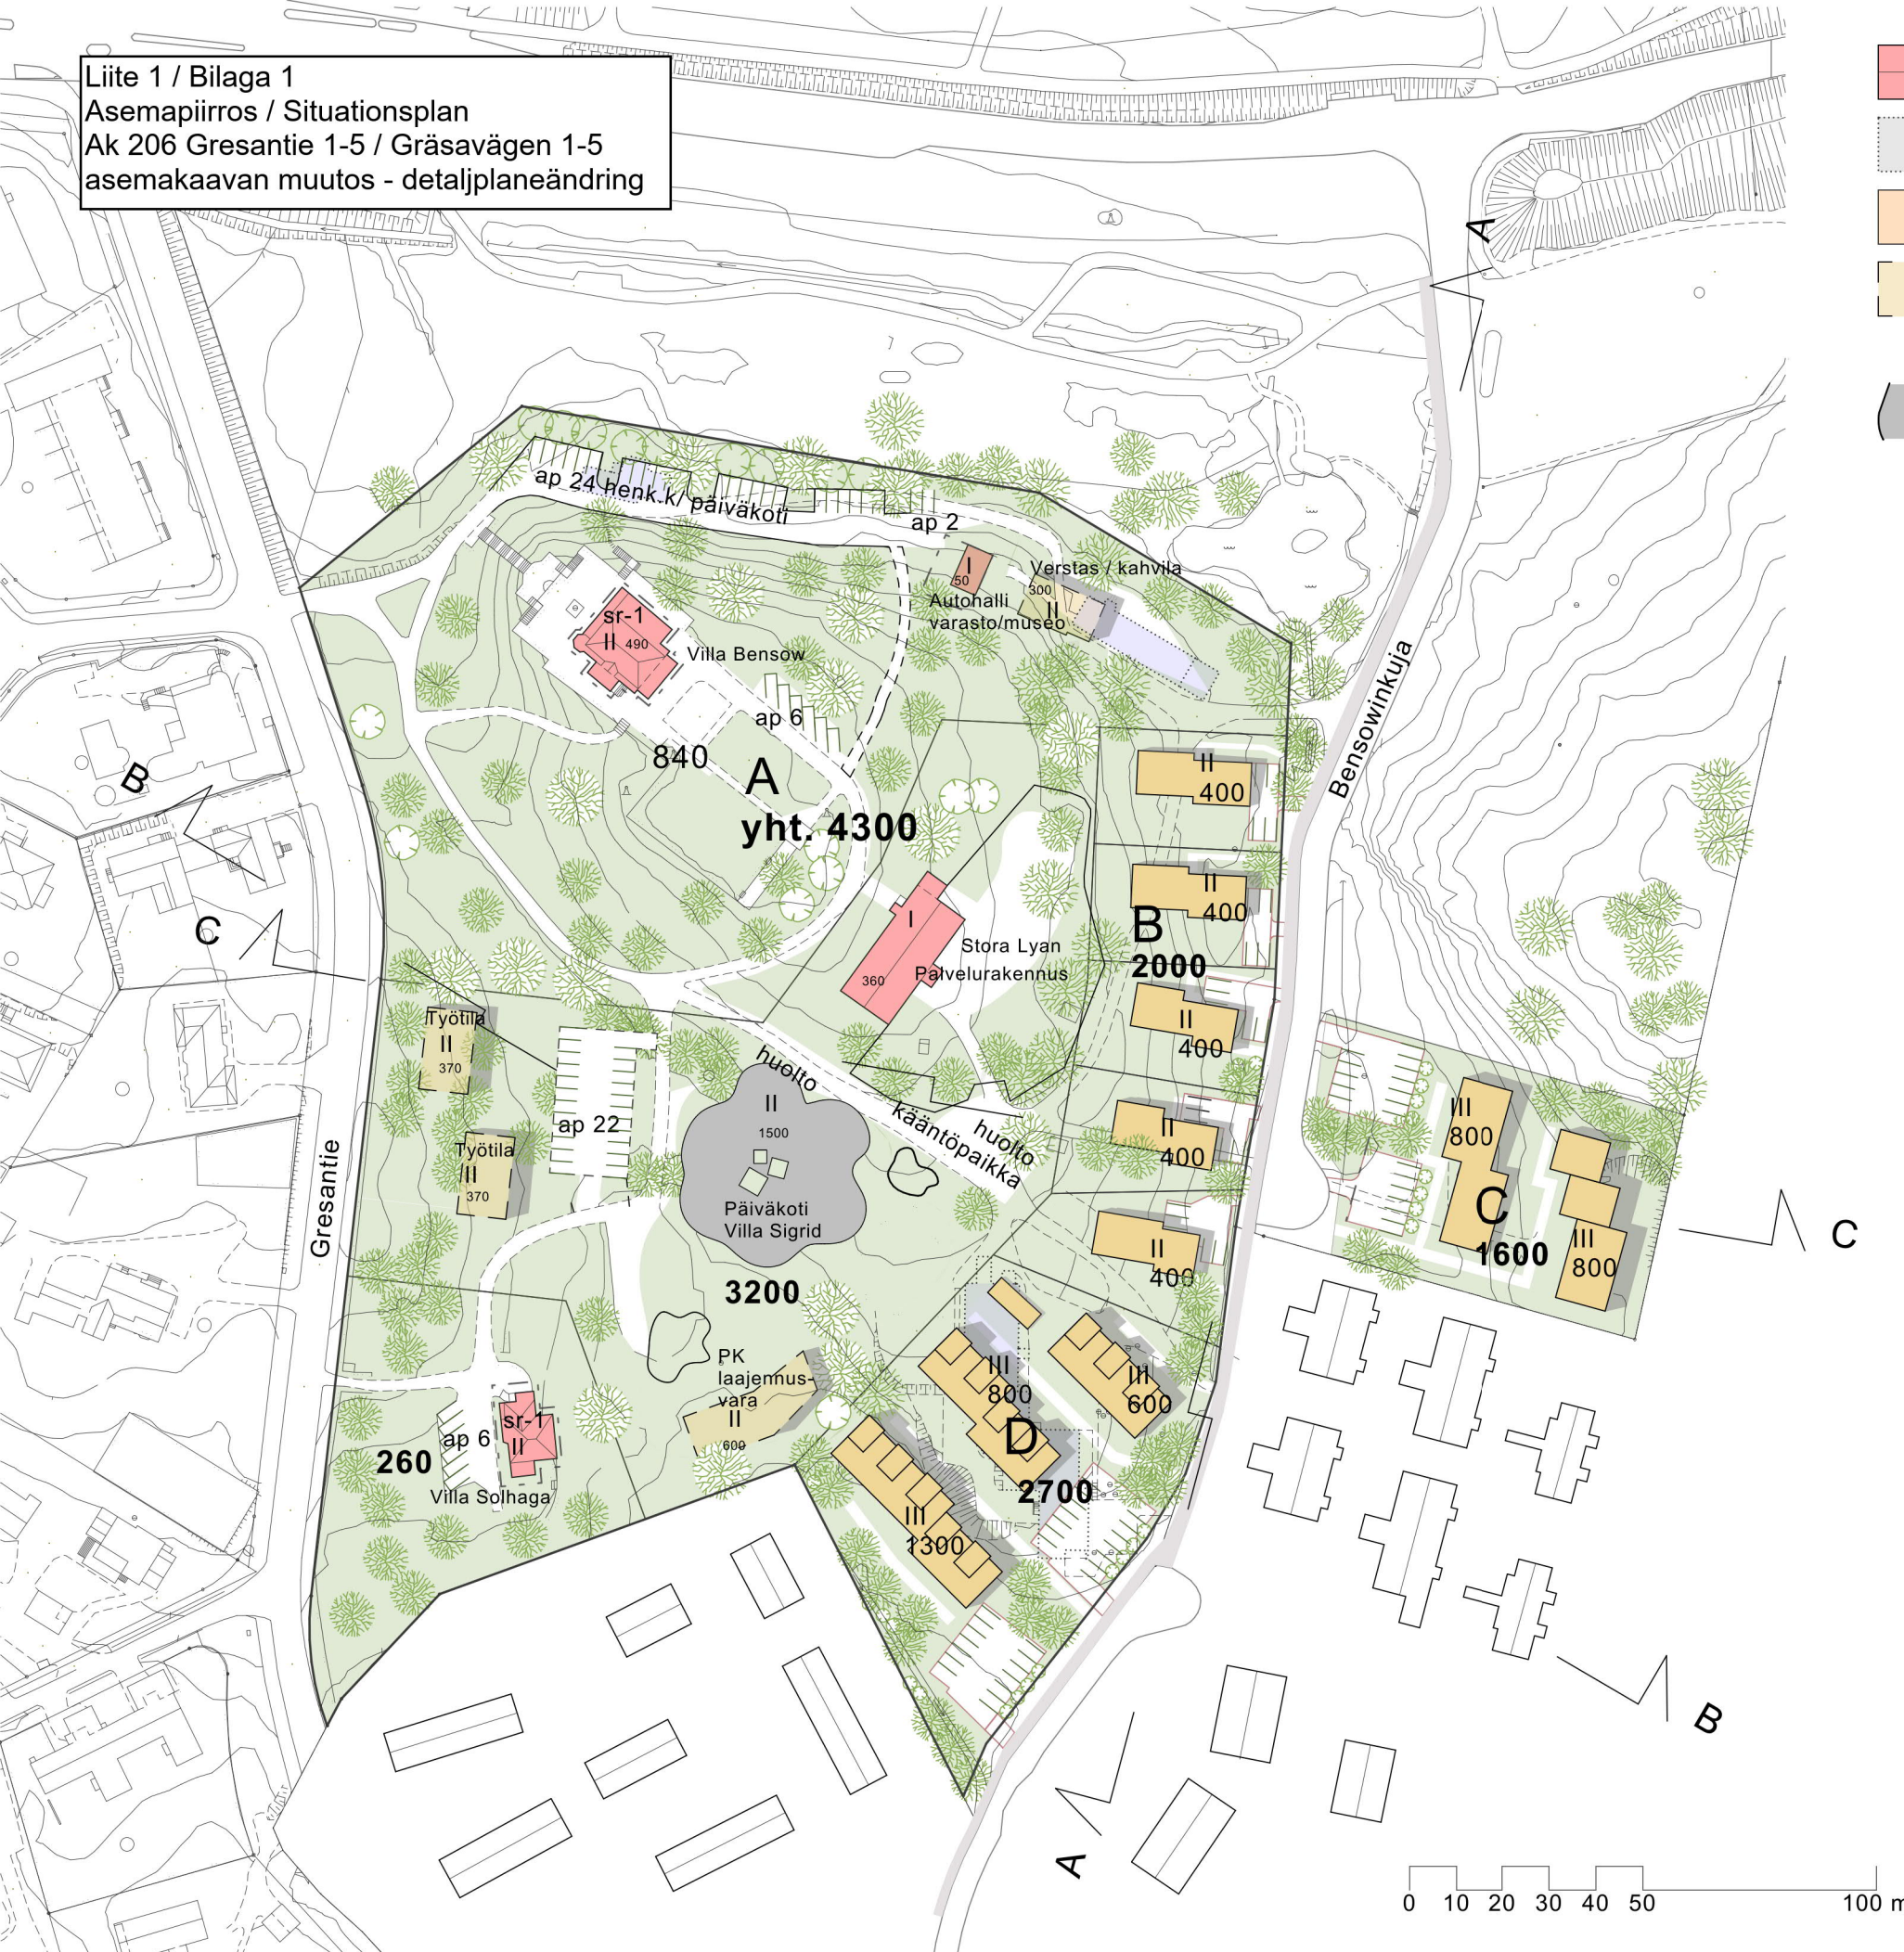 Liite 1 / Bilaga 1
Asemapiirros / Situationsplan
Ak 206 Gresantie 1-5 / Gräsavägen 1-5
asemakaavan muutos - detaljplaneändring
A
ap 24 henk.k/ päiväkoti
ap 2
I
50
Autohalli
varasto/museo
Verstas / kahvila
300
II
sr-1
II 490
Villa Bensow
ap 6
840
A
yht. 4300
Bensowinkuja
B
C
II
400
II
400
B
2000
II
400
II
400
II
400
I
360
Stora Lyan
Palvelurakennus
Työtila
II
370
Työtila
II
370
ap 22
huolto
kääntöpaikka
huolto
II
1500
Päiväkoti
Villa Sigrid
3200
Gresantie
III
800
C
1600
III
800
C
PK
laajennus-
vara
II
600
III
800
III
600
D
2700
III
1300
sr-1
II
ap 6
260
Villa Solhaga
B
A
0 10 20 30 40 50 100 m